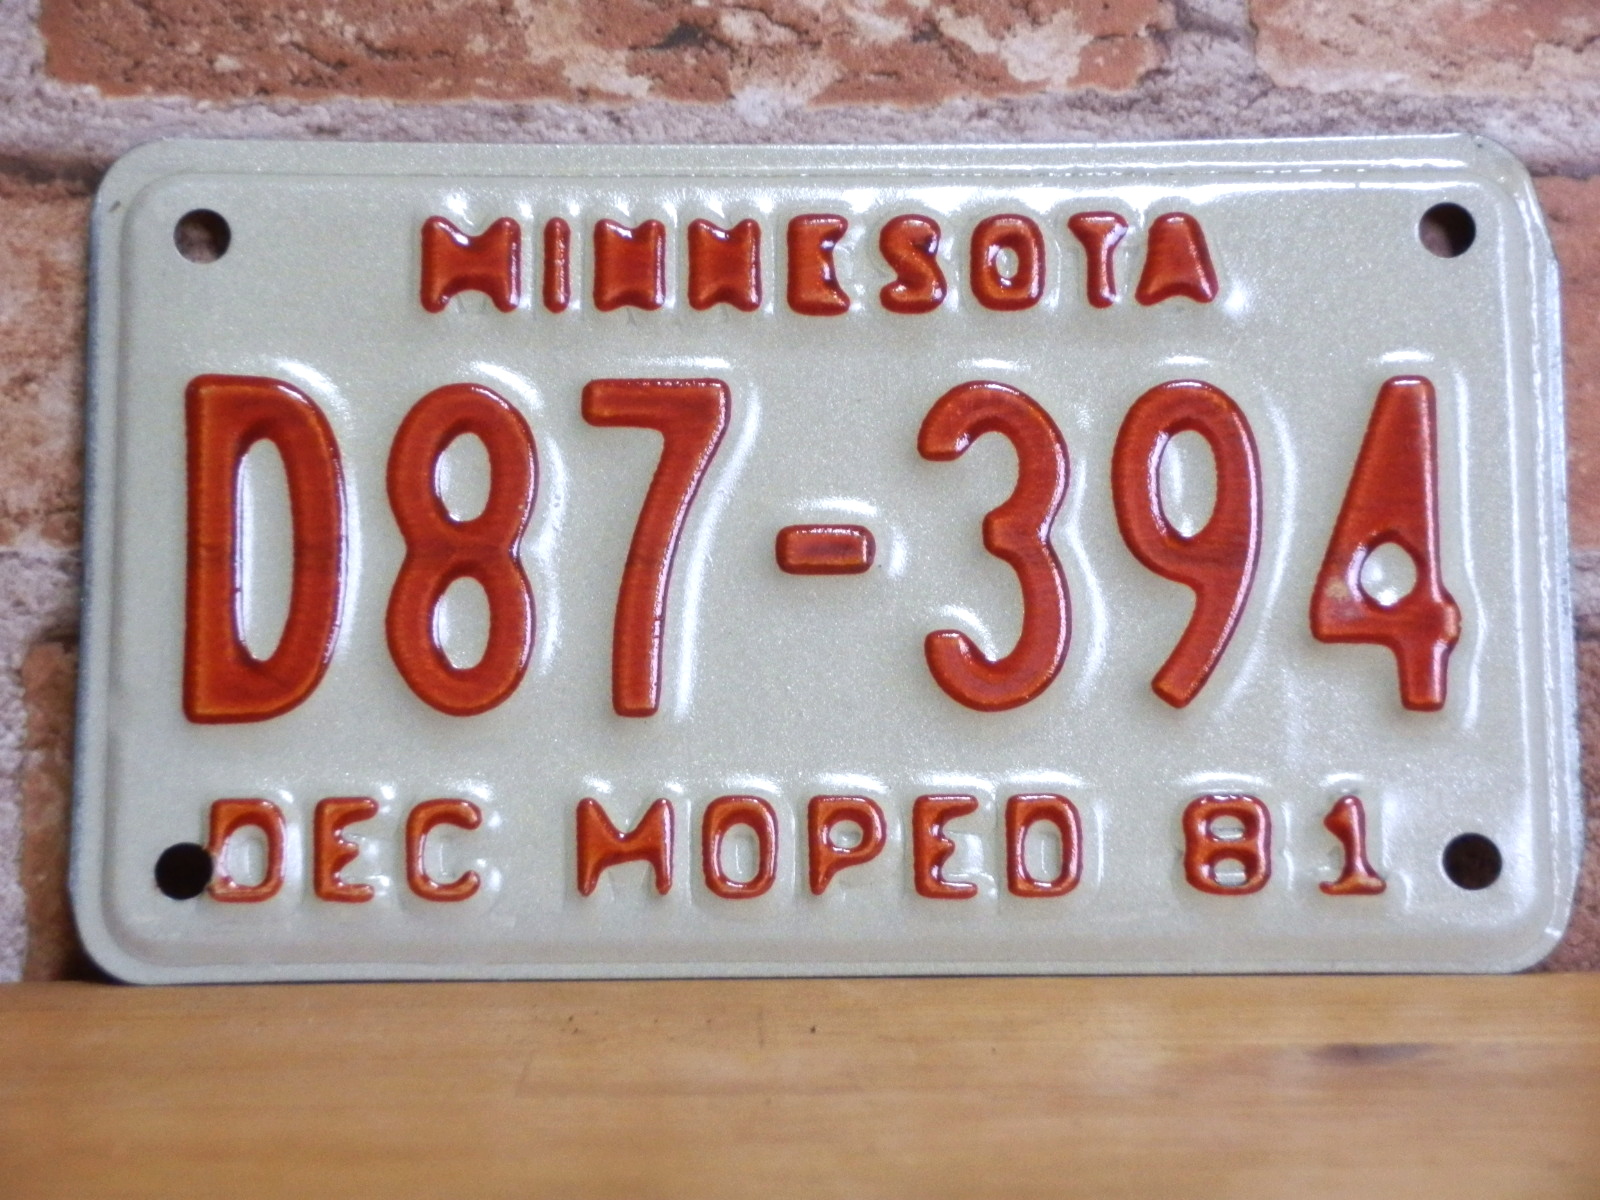 MINNESOTA
D87-394
DEC MOPED 81